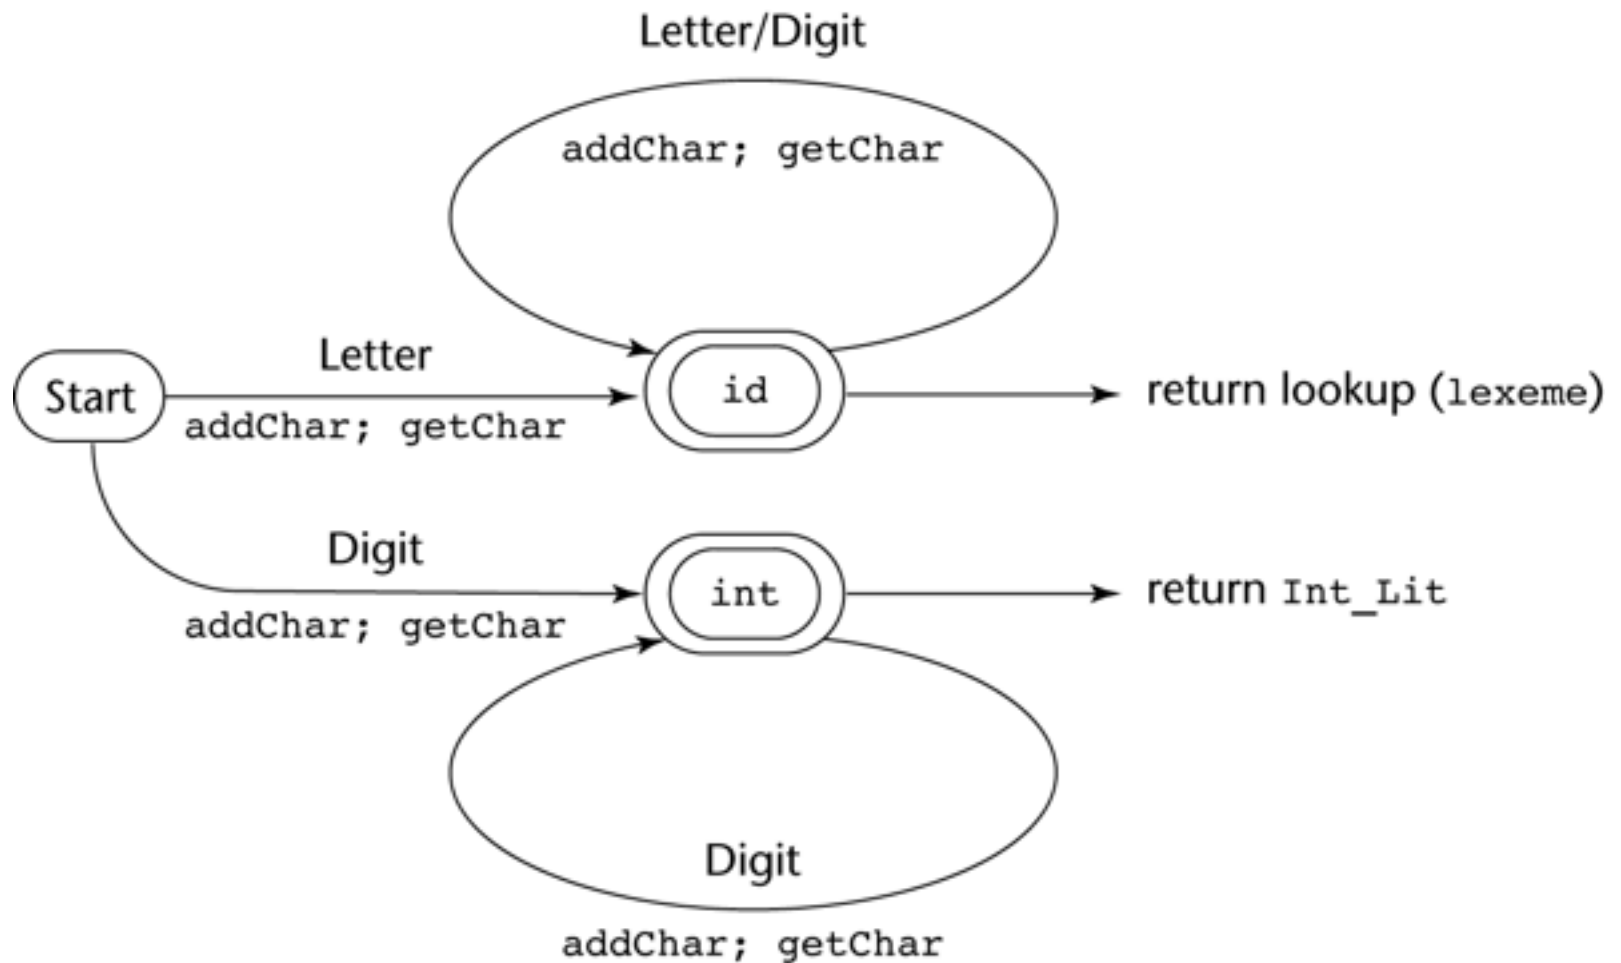 Letter/Digit
addChar; getChar
Letter
Start
id
return lookup (lexeme)
addChar; getChar
Digit
int
return Int_Lit
addChar; getChar
Digit
addChar; getChar